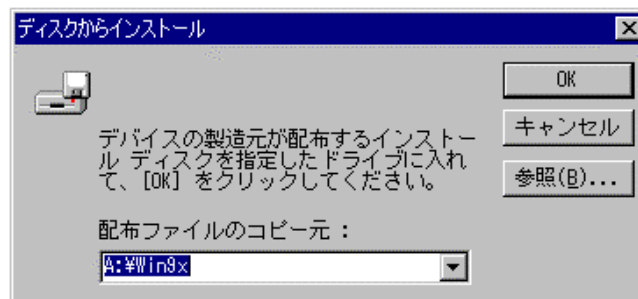 ディスクからインストール
OK
キャンセル
参照(B)...
デバイスの製造元が配布するインストー
ル ディスクを指定したドライブに入れ
て、[OK] をクリックしてください。
配布ファイルのコピー元 :
A:¥Win9x